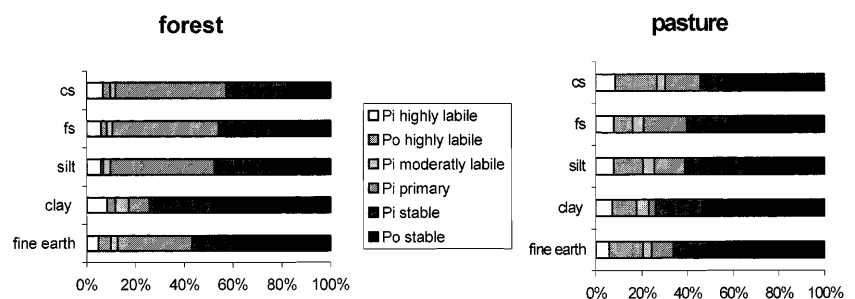 forest
cs
fs
silt
clay
fine earth
0% 20% 40% 60% 80% 100%
Pi highly labile
Po highly labile
Pi moderatly labile
Pi primary
Pi stable
Po stable
pasture
cs
fs
silt
clay
fine earth
0% 20% 40% 60% 80% 100%